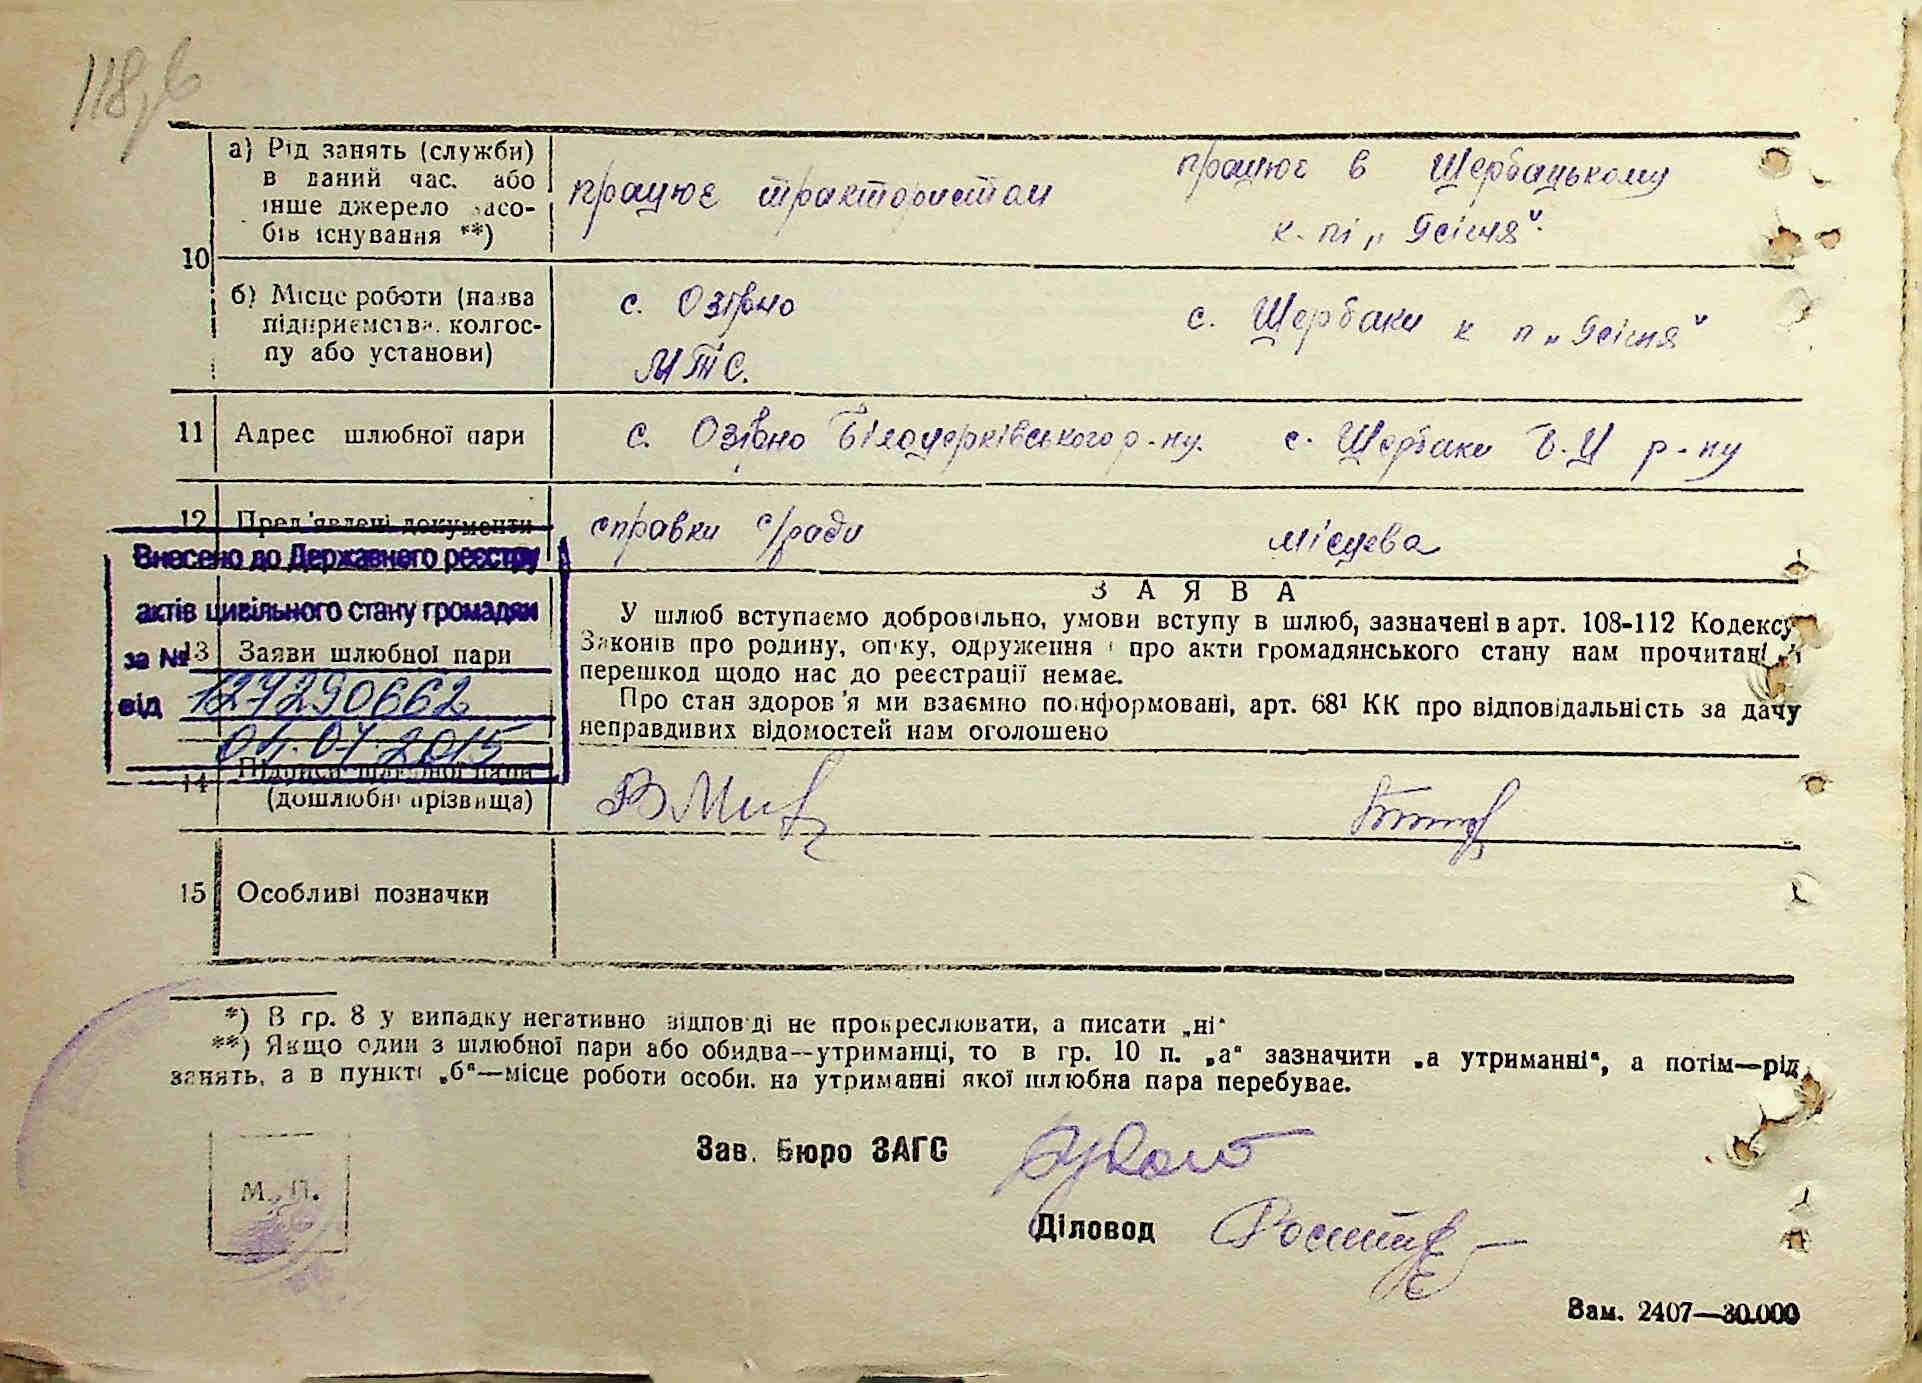 118,в
10
а) Рід занять (служби)
в даний час, або
інше джерело засо-
бів існування **)
працює трактористом
працює в Щербацькому
к-пі „Ясіня"
б) Місце роботи (назва
підприємства, колгос-
пу або установи)
с. Озірно
МТС.
с. Щербаки к п „Ясіня"
11 Адрес шлюбної пари
с. Озірно Білоцерківського р-ну. с. Щербаки Б.Ц р-ну
12 Пред'явлені документи
справки с/ради місцева
Внесено до Державного реєстру
актів цивільного стану громадян
за №
127290662
від
04.07.2015
13 Заяви шлюбної пари
ЗАЯВА
У шлюб вступаємо добровільно, умови вступу в шлюб, зазначені в арт. 108-112 Кодексу
Законів про родину, опіку, одруження і про акти громадянського стану нам прочитані й
перешкод щодо нас до реєстрації немає.
Про стан здоров'я ми взаємно поінформовані, арт. 68¹ КК про відповідальність за дачу
неправдивих відомостей нам оголошено
14 Підписи шлюбної пари
(дошлюбні прізвища)
15 Особливі позначки
*) В гр. 8 у випадку негативно відповіді не прокреслювати, а писати „ні"
**) Якщо один з шлюбної пари або обидва—утриманці, то в гр. 10 п. „а" зазначити „а утриманні", а потім—рід
занять, а в пункті „б"—місце роботи особи, на утриманні якої шлюбна пара перебуває.
Зав. Бюро ЗАГС
М. П.
Діловод
Зам. 2407—30.000